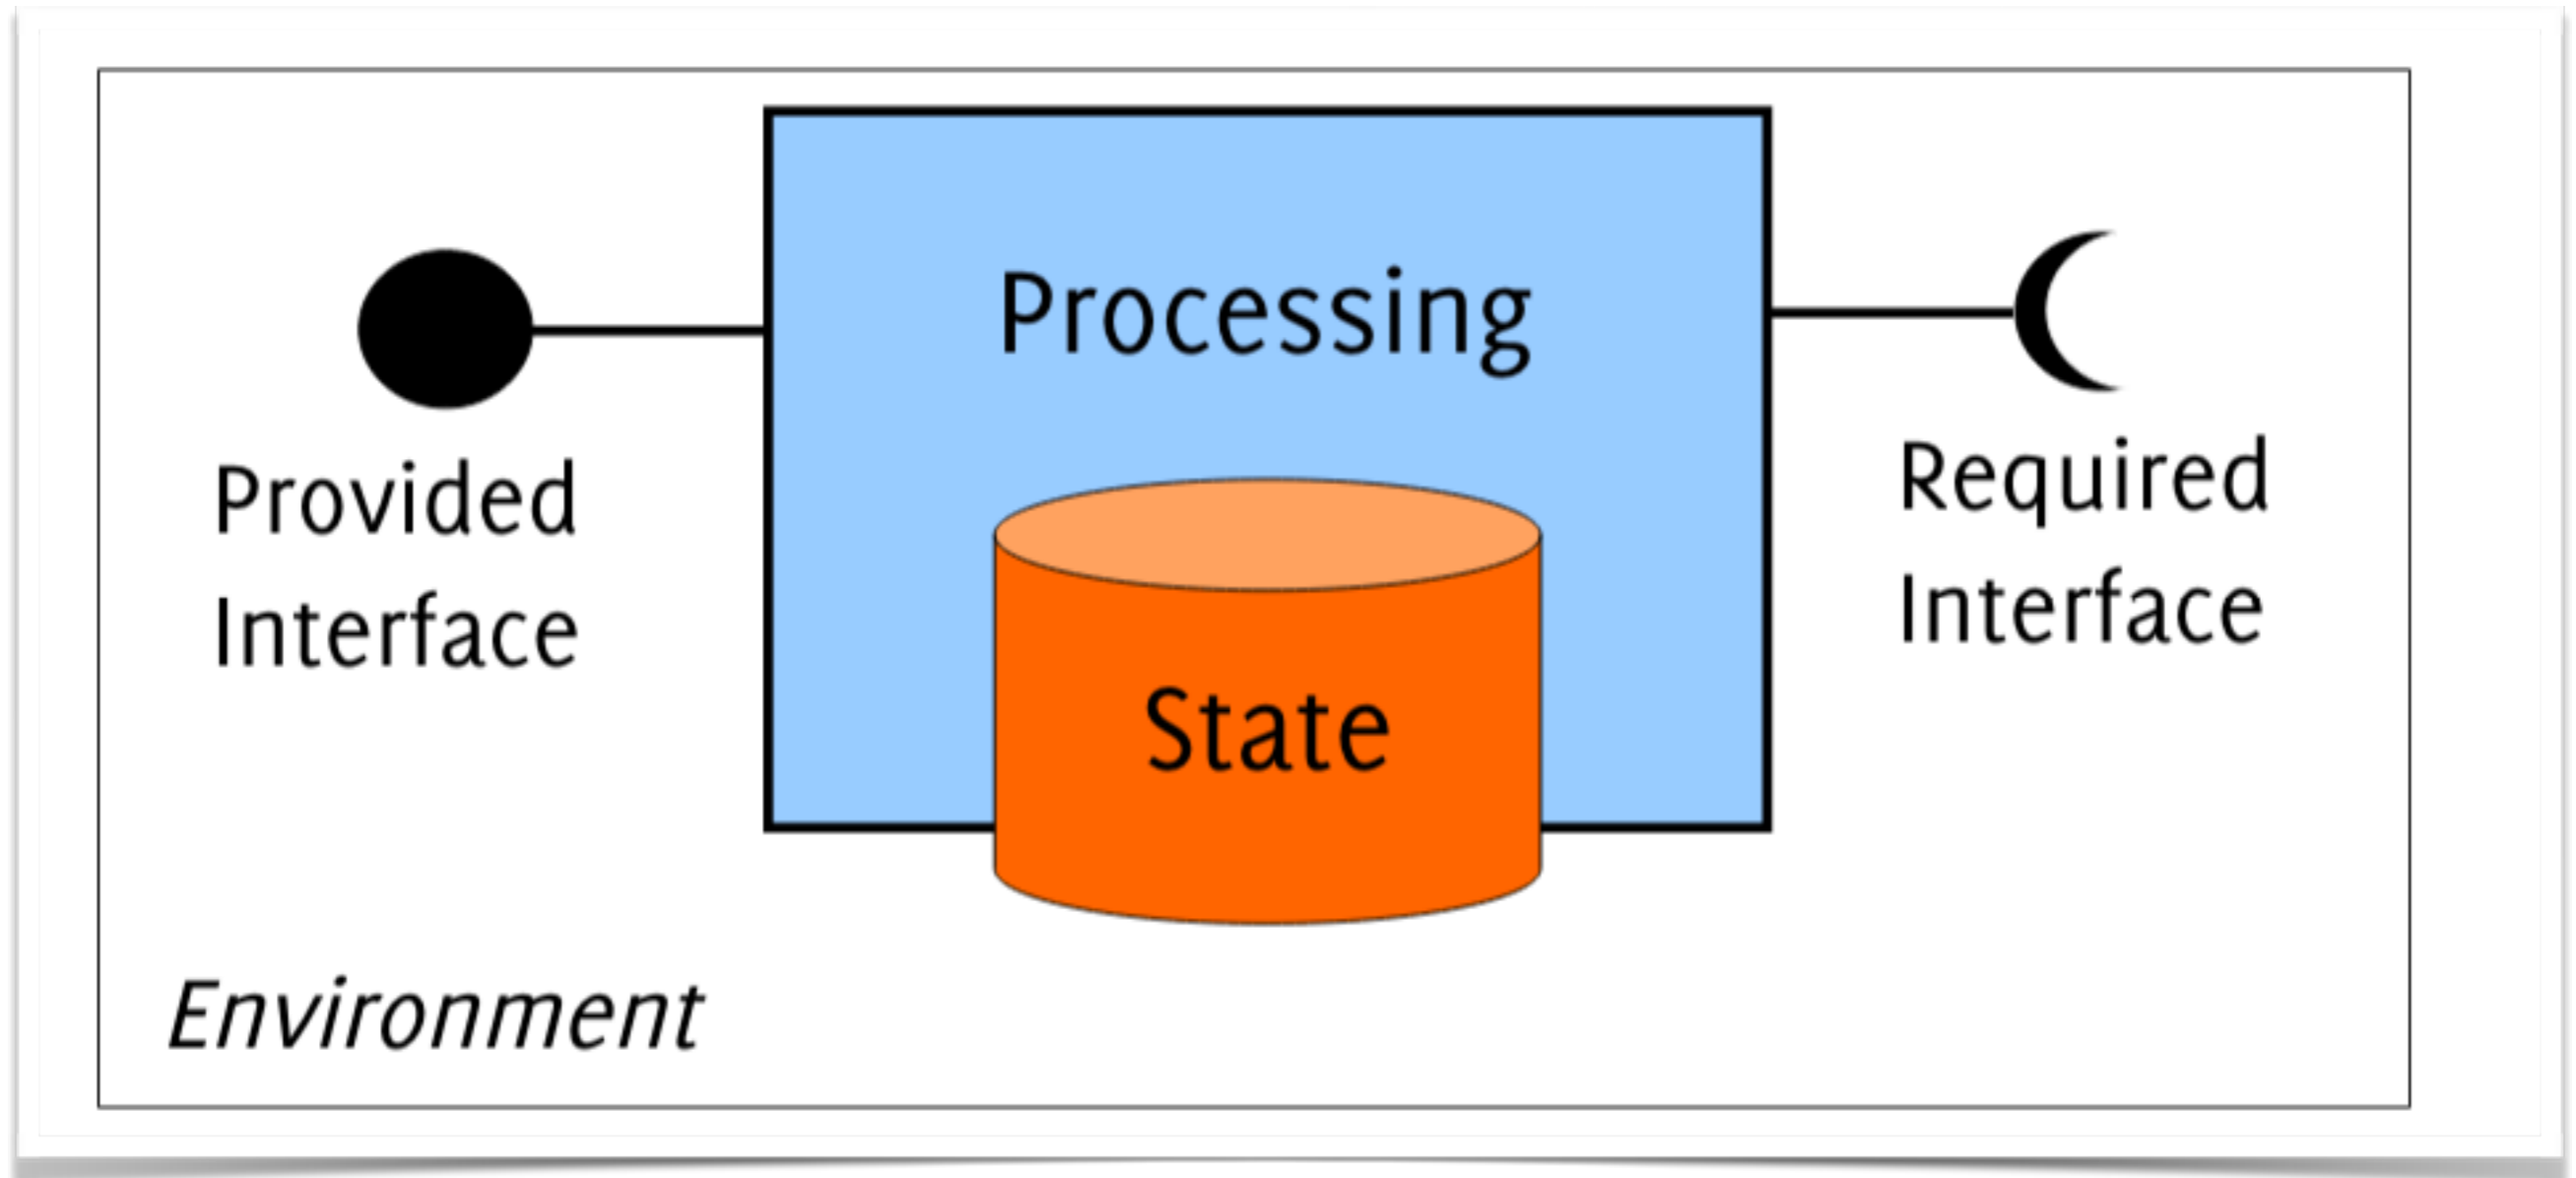 Processing
Provided
Interface
Required
Interface
State
Environment